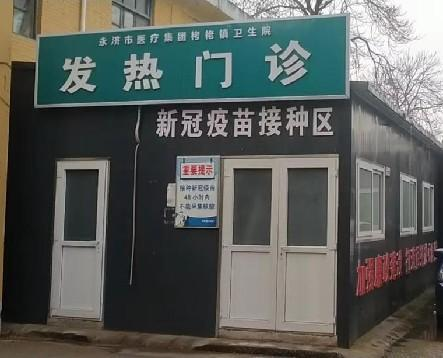 永济市医疗集团栲栳镇卫生院
发热门诊
新冠疫苗接种区
重要提示
接种新冠疫苗
48小时内
不能采集核酸
加强